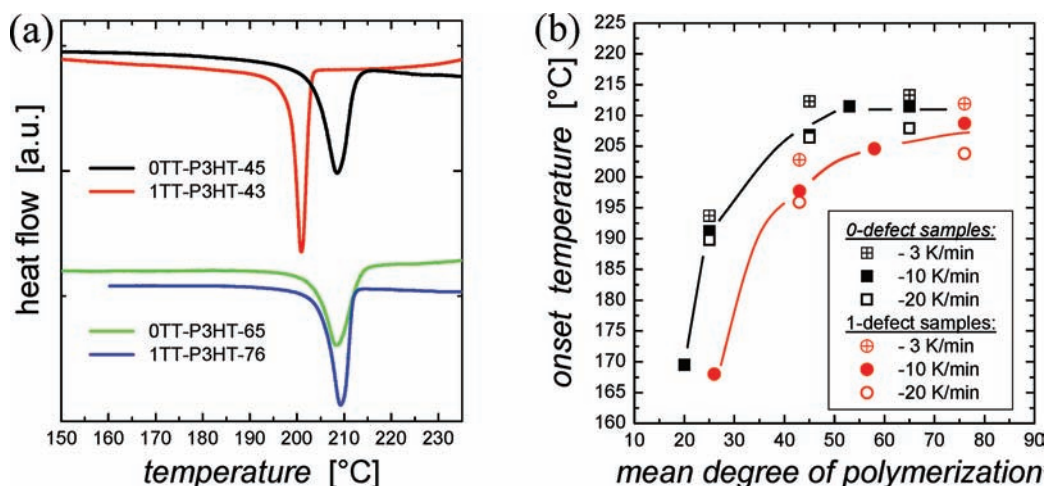 (a)
heat flow [a.u.]
0TT-P3HT-45
1TT-P3HT-43
0TT-P3HT-65
1TT-P3HT-76
150 160 170 180 190 200 210 220 230
temperature [°C]
(b)
onset temperature [°C]
225
220
215
210
205
200
195
190
185
180
175
170
165
160
0-defect samples:
- 3 K/min
-10 K/min
-20 K/min
1-defect samples:
- 3 K/min
-10 K/min
-20 K/min
10 20 30 40 50 60 70 80 90
mean degree of polymerization